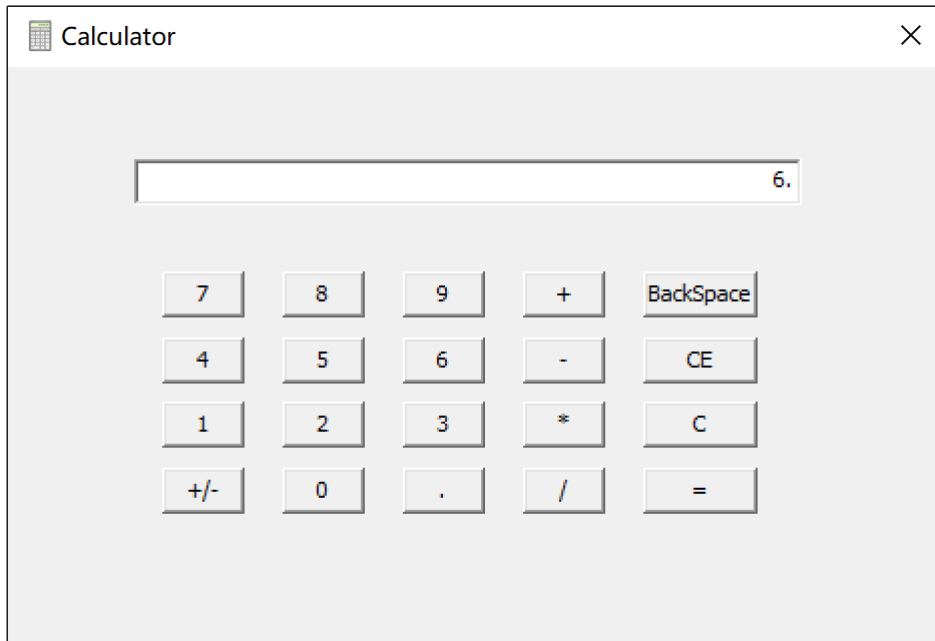 Calculator
6.
7 8 9 + BackSpace
4 5 6 - CE
1 2 3 * C
+/- 0 . / =